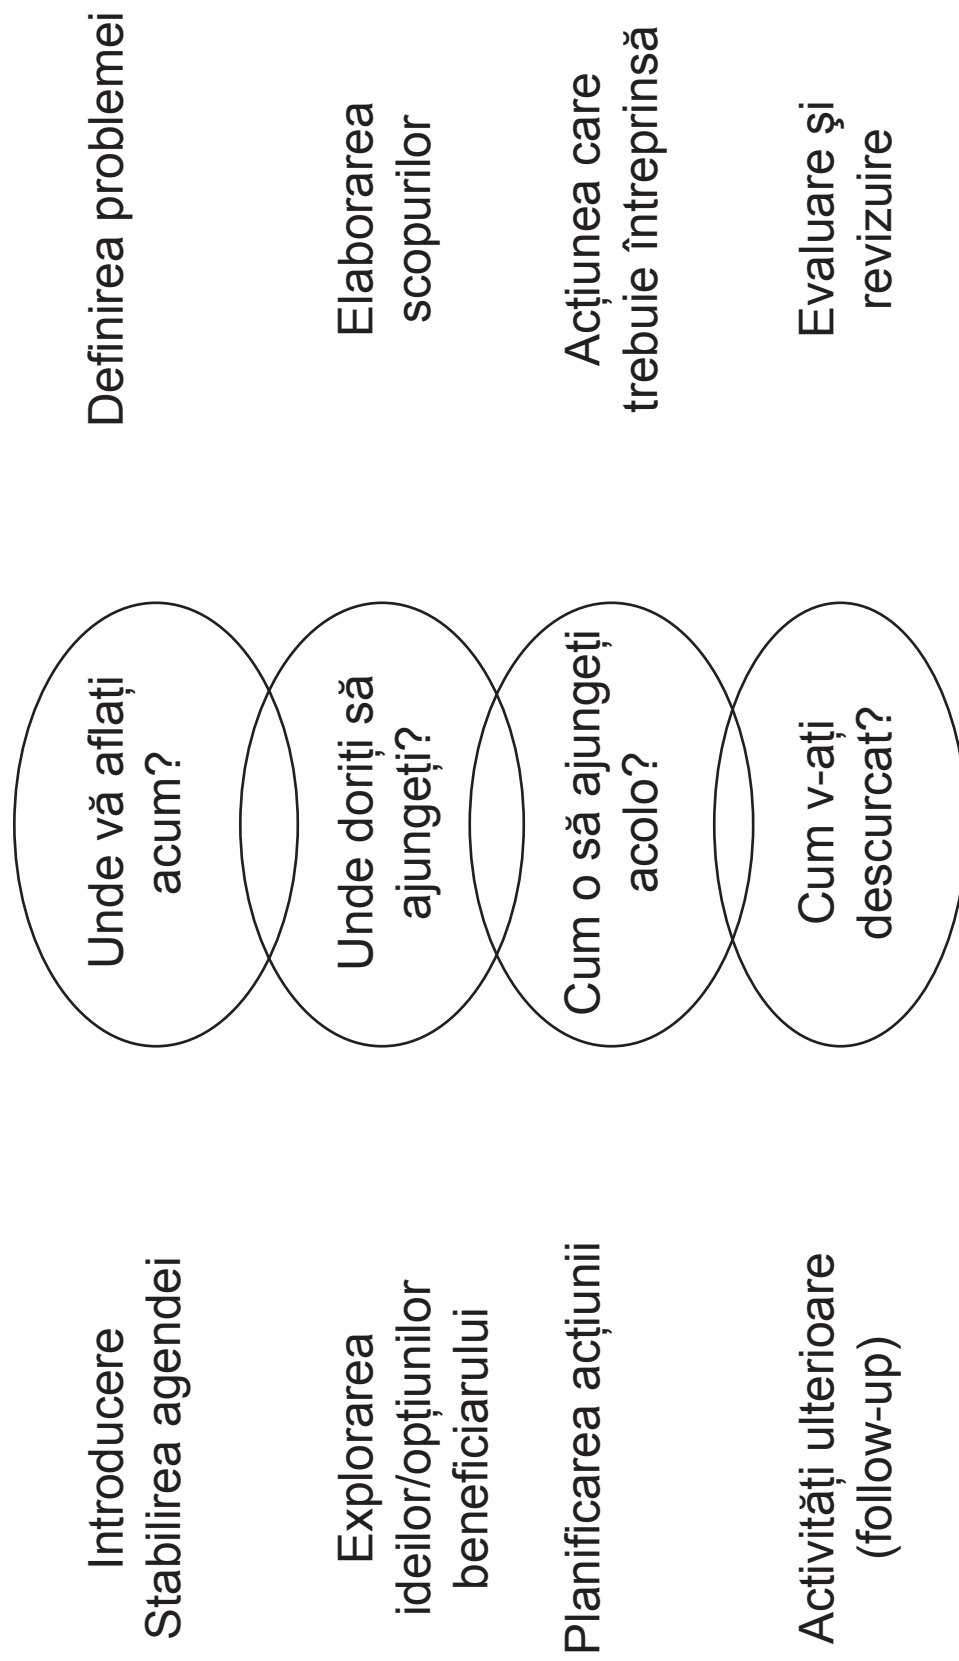 Introducere
Stabilirea agendei
Unde vă aflați
acum?
Definirea problemei
Explorarea
ideilor/opțiunilor
beneficiarului
Unde doriți să
ajungeți?
Elaborarea
scopurilor
Planificarea acțiunii
Cum o să ajungeți
acolo?
Acțiunea care
trebuie întreprinsă
Activități ulterioare
(follow-up)
Cum v-ați
descurcat?
Evaluare şi
revizuire